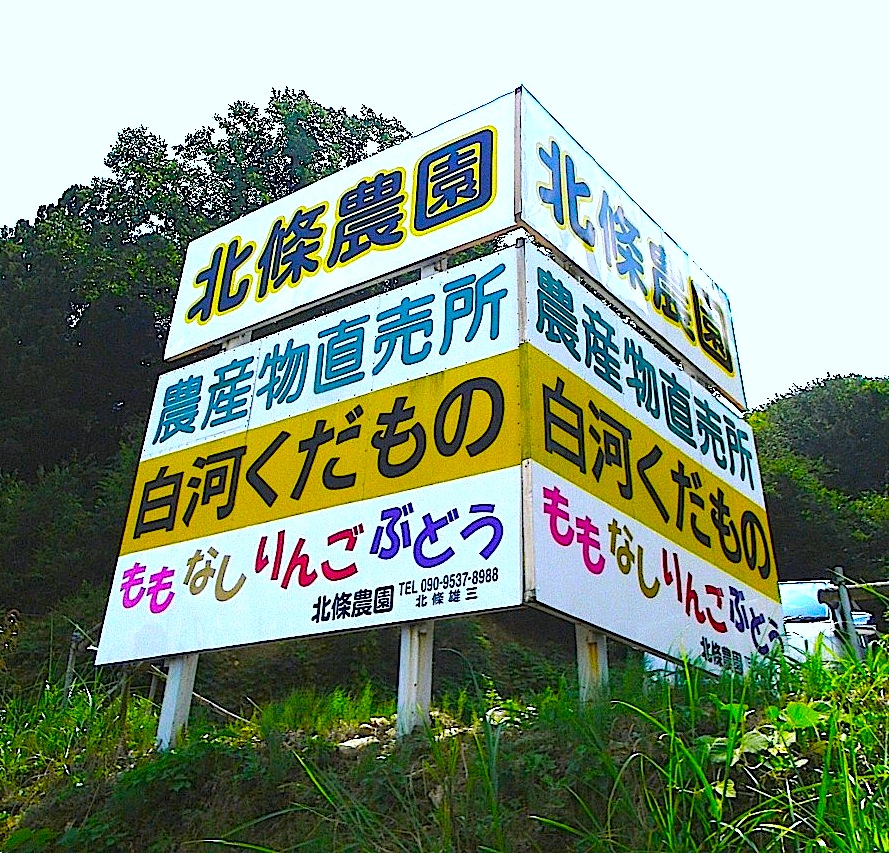 北條農園
農産物直売所
白河くだもの
もも なし りんご ぶどう
北條農園 TEL 090-9537-8988
北條雄三
北條農園
農産物直売所
白河くだもの
もも なし りんご ぶどう
北條農園